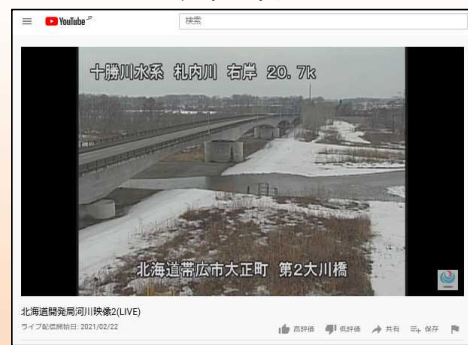 YouTube JP
検索
十勝川水系 札内川 右岸 20.7k
北海道帯広市大正町 第2大川橋
北海道開発局河川映像2(LIVE)
ライブ配信開始日: 2021/02/22
高評価 低評価 共有 保存